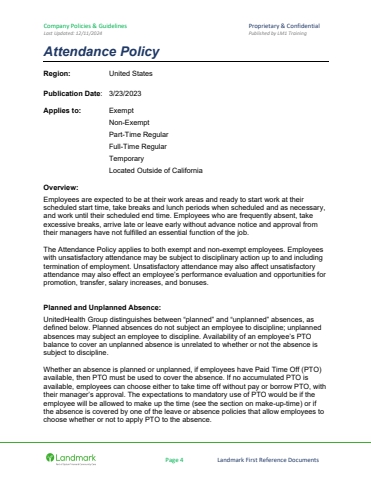 Company Policies & Guidelines Proprietary & Confidential
Last Updated: 12/11/2024 Published by LMS Training
Attendance Policy
Region: United States
Publication Date: 3/23/2023
Applies to: Exempt
Non-Exempt
Part-Time Regular
Full-Time Regular
Temporary
Located Outside of California
Overview:
Employees are expected to be at their work areas and ready to start work at their
scheduled start time, take breaks and lunch periods when scheduled and as necessary,
and work until their scheduled end time. Employees who are frequently absent, take
excessive breaks, arrive late or leave early without advance notice and approval from
their managers have not fulfilled an essential function of the job.
The Attendance Policy applies to both exempt and non-exempt employees. Employees
with unsatisfactory attendance may be subject to disciplinary action up to and including
termination of employment. Unsatisfactory attendance may also affect unsatisfactory
attendance may also effect an employee's performance evaluation and opportunities for
promotion, transfer, salary increases, and bonuses.
Planned and Unplanned Absence:
UnitedHealth Group distinguishes between "planned" and "unplanned" absences, as
defined below. Planned absences do not subject an employee to discipline; unplanned
absences may subject an employee to discipline. Availability of an employee's PTO
balance to cover an unplanned absence is unrelated to whether or not the absence is
subject to discipline.
Whether an absence is planned or unplanned, if employees have Paid Time Off (PTO)
available, then PTO must be used to cover the absence. If no accumulated PTO is
available, employees can choose either to take time off without pay or borrow PTO, with
their manager's approval. The expectations to mandatory use of PTO would be if the
employee will be allowed to make up the time (see the section on make-up-time) or if
the absence is covered by one of the leave or absence policies that allow employees to
choose whether or not to apply PTO to the absence.
Landmark Page 4 Landmark First Reference Documents